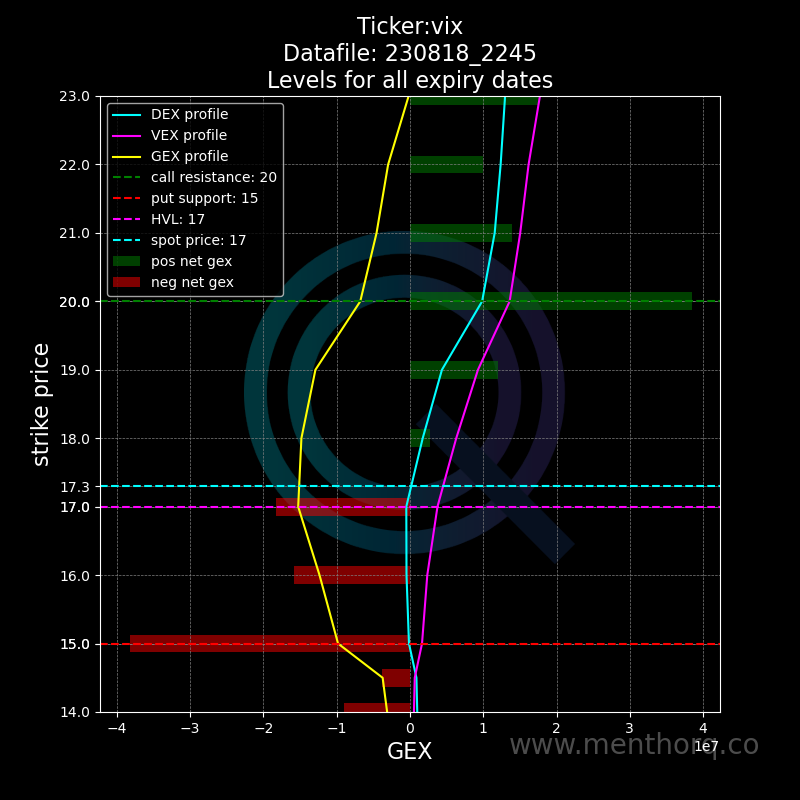 Ticker:vix
Datafile: 230818_2245
Levels for all expiry dates
DEX profile
VEX profile
GEX profile
call resistance: 20
put support: 15
HVL: 17
spot price: 17
pos net gex
neg net gex
strike price
23.0
22.0
21.0
20.0
19.0
18.0
17.3
17.0
16.0
15.0
14.0
−4 −3 −2 −1 0 1 2 3 4
1e7
GEX
www.menthorq.co